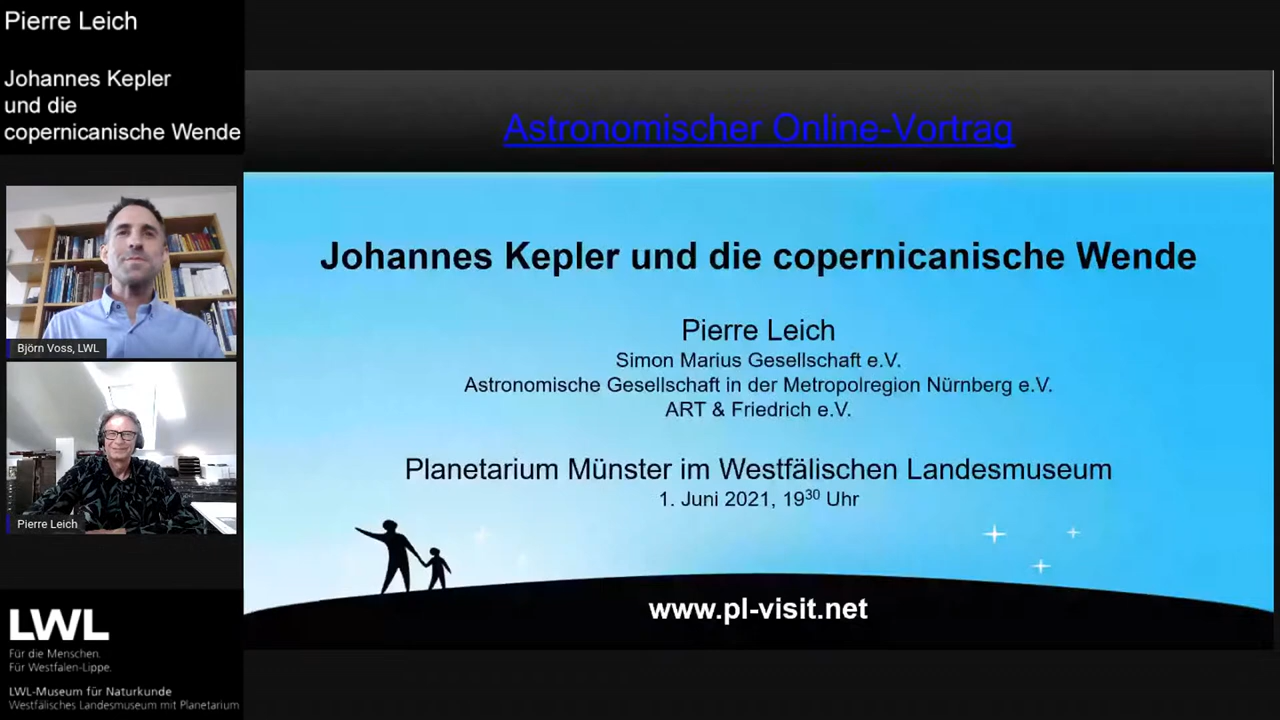 Pierre Leich
Johannes Kepler
und die
copernicanische Wende
Björn Voss, LWL
Pierre Leich
LWL
Für die Menschen.
Für Westfalen-Lippe.
LWL-Museum für Naturkunde
Westfälisches Landesmuseum mit Planetarium
Astronomischer Online-Vortrag
Johannes Kepler und die copernicanische Wende
Pierre Leich
Simon Marius Gesellschaft e.V.
Astronomische Gesellschaft in der Metropolregion Nürnberg e.V.
ART & Friedrich e.V.
Planetarium Münster im Westfälischen Landesmuseum
1. Juni 2021, 19³⁰ Uhr
www.pl-visit.net